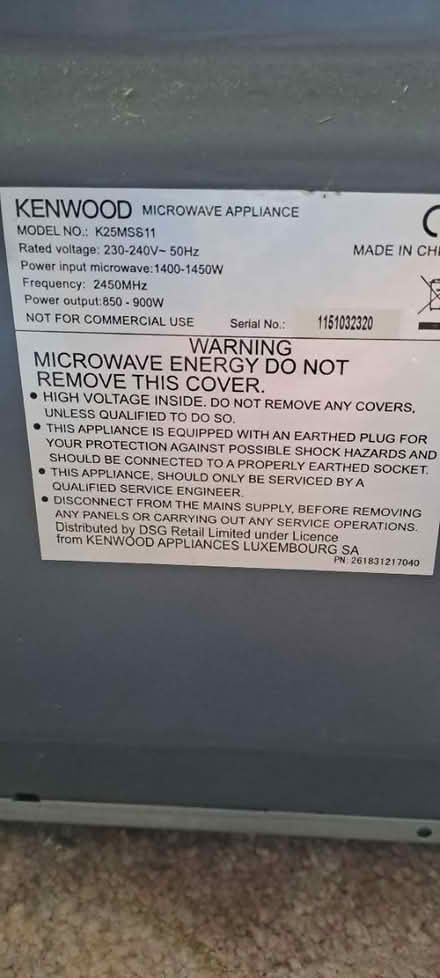 KENWOOD MICROWAVE APPLIANCE
MODEL NO.: K25MSS11
Rated voltage: 230-240V~ 50Hz
MADE IN
Power input microwave:1400-1450W
Frequency: 2450MHz
Power output:850 - 900W
NOT FOR COMMERCIAL USE Serial No.: 1151032320
WARNING
MICROWAVE ENERGY DO NOT
REMOVE THIS COVER.
● HIGH VOLTAGE INSIDE. DO NOT REMOVE ANY COVERS,
UNLESS QUALIFIED TO DO SO.
● THIS APPLIANCE IS EQUIPPED WITH AN EARTHED PLUG FOR
YOUR PROTECTION AGAINST POSSIBLE SHOCK HAZARDS AND
SHOULD BE CONNECTED TO A PROPERLY EARTHED SOCKET.
● THIS APPLIANCE, SHOULD ONLY BE SERVICED BY A
QUALIFIED SERVICE ENGINEER.
● DISCONNECT FROM THE MAINS SUPPLY, BEFORE REMOVING
ANY PANELS OR CARRYING OUT ANY SERVICE OPERATIONS.
Distributed by DSG Retail Limited under Licence
from KENWOOD APPLIANCES LUXEMBOURG SA
PN: 261831217040